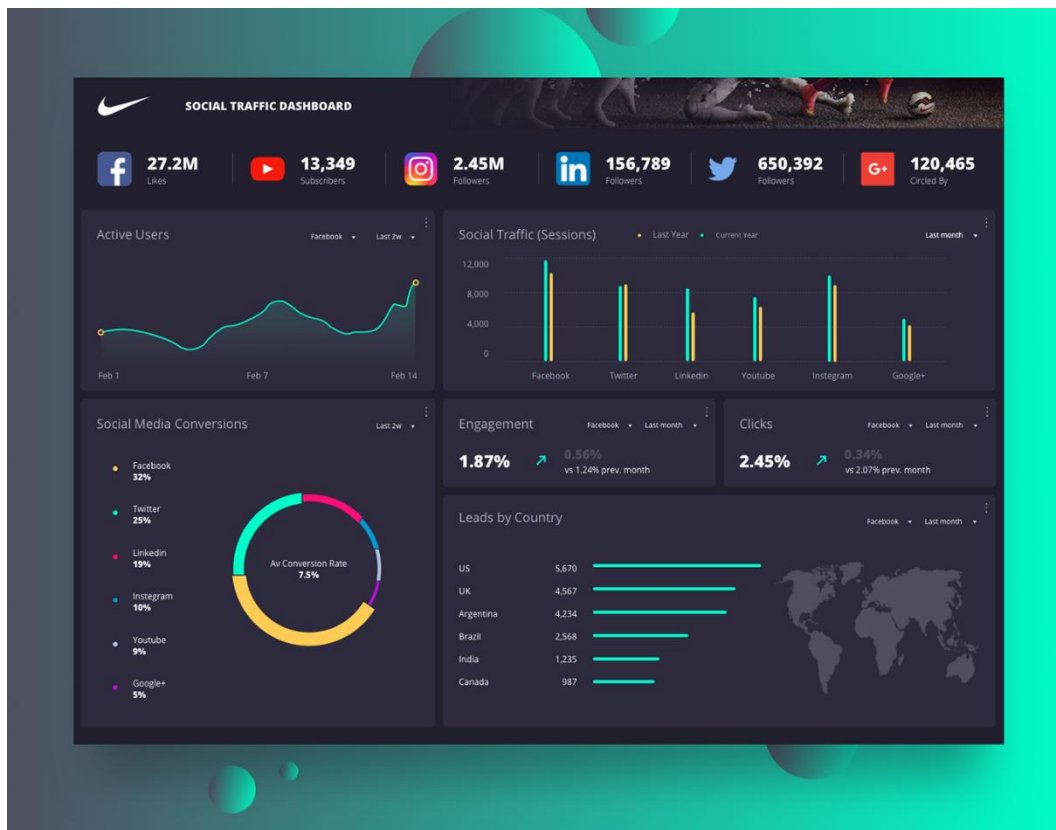 SOCIAL TRAFFIC DASHBOARD
27.2M
Likes
13,349
Subscribers
2.45M
Followers
in
156,789
Followers
650,392
Followers
G+
120,465
Circled By
Active Users
Facebook
Last 2w
Feb 1
Feb 7
Feb 14
Social Traffic (Sessions)
Last Year
Current Year
Last month
12,000
8,000
4,000
0
Facebook
Twitter
Linkedin
Youtube
Instegram
Google+
Social Media Conversions
Last 2w
Facebook
32%
Twitter
25%
Linkedin
19%
Instegram
10%
Youtube
9%
Google+
5%
Av Conversion Rate
7.5%
Engagement
Facebook
Last month
1.87%
0.56%
vs 1.24% prev. month
Clicks
Facebook
Last month
2.45%
0.34%
vs 2.07% prev. month
Leads by Country
Facebook
Last month
US 5,670
UK 4,567
Argentina 4,234
Brazil 2,568
India 1,235
Canada 987